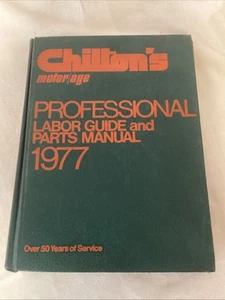 Chilton's
motor/age
PROFESSIONAL
LABOR GUIDE and
PARTS MANUAL
1977
Over 50 Years of Service